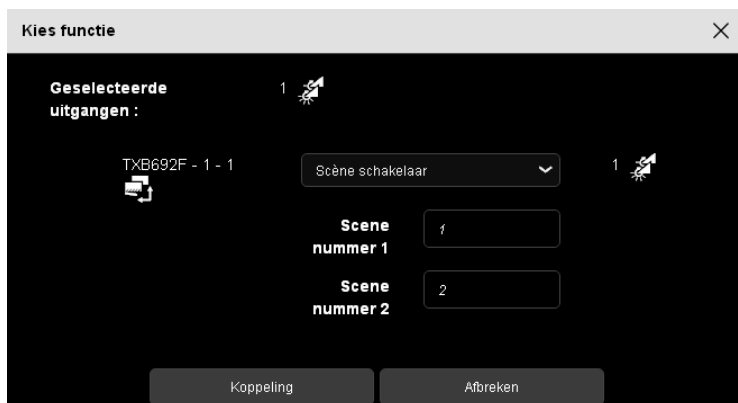 Kies functie
Geselecteerde
uitgangen :
1
TXB692F - 1 - 1
Scène schakelaar
1
Scene
nummer 1
1
Scene
nummer 2
2
Koppeling
Afbreken